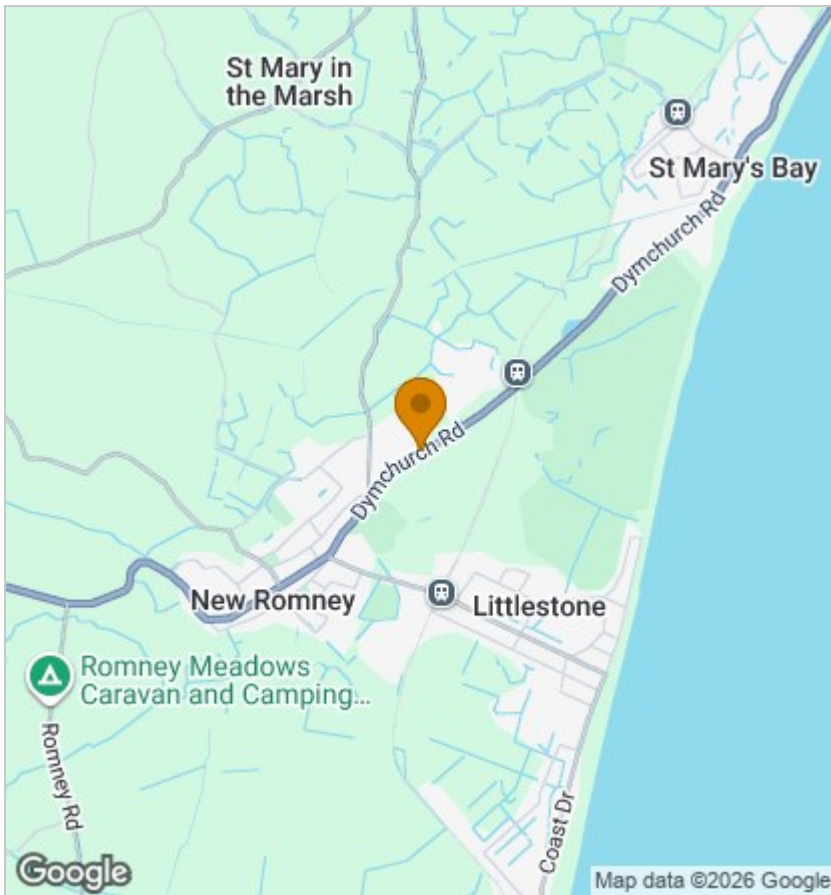 St Mary in
the Marsh
St Mary's Bay
Dymchurch Rd
Dymchurch Rd
New Romney
Littlestone
Romney Meadows
Caravan and Camping...
Romney Rd
Coast Dr
Google
Map data ©2026 Google